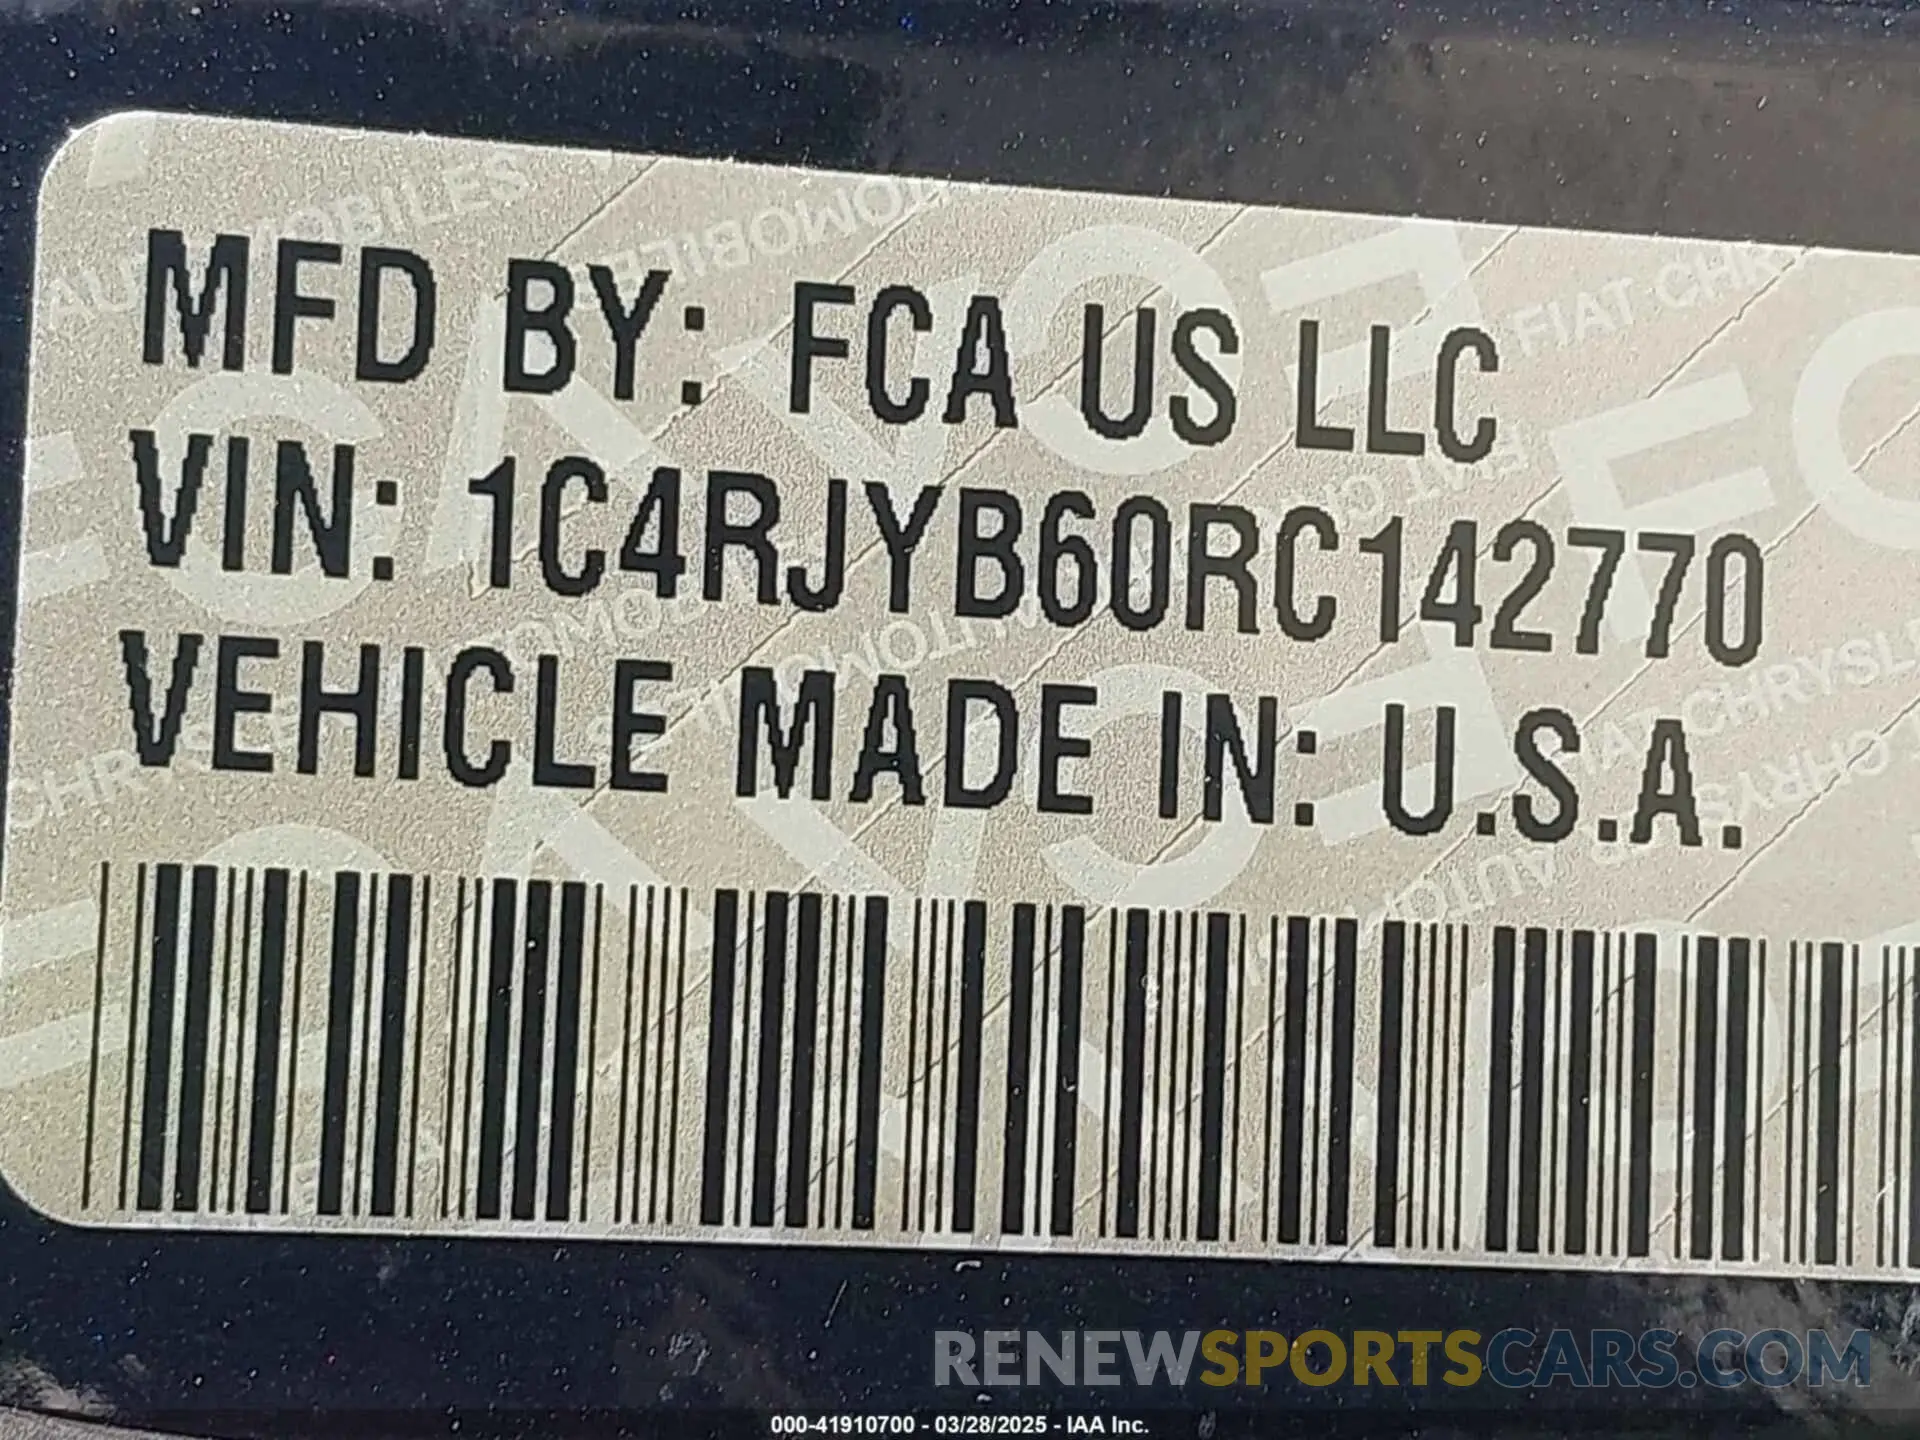 MFD BY: FCA US LLC
VIN: 1C4RJYB60RC142770
VEHICLE MADE IN: U.S.A.
RENEWSPORTSCARS.COM
000-41910700 - 03/28/2025 - IAA Inc.